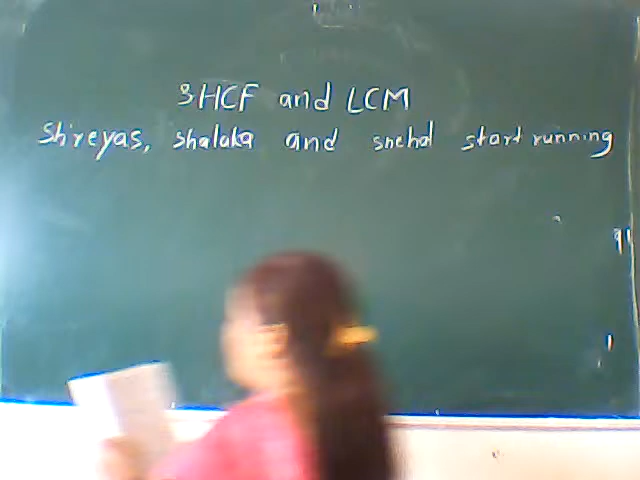 3HCF and LCM
Shreyas, shalaka and snehal start running